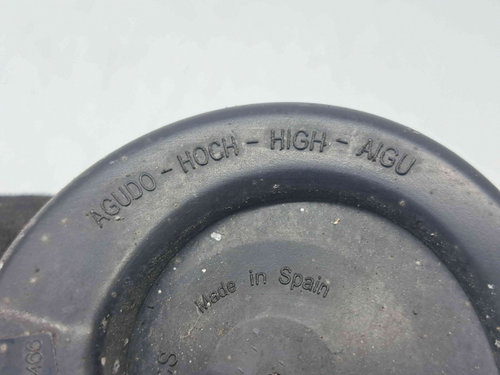 AGUDO - HOCH - HIGH - AIGU
Made in Spain